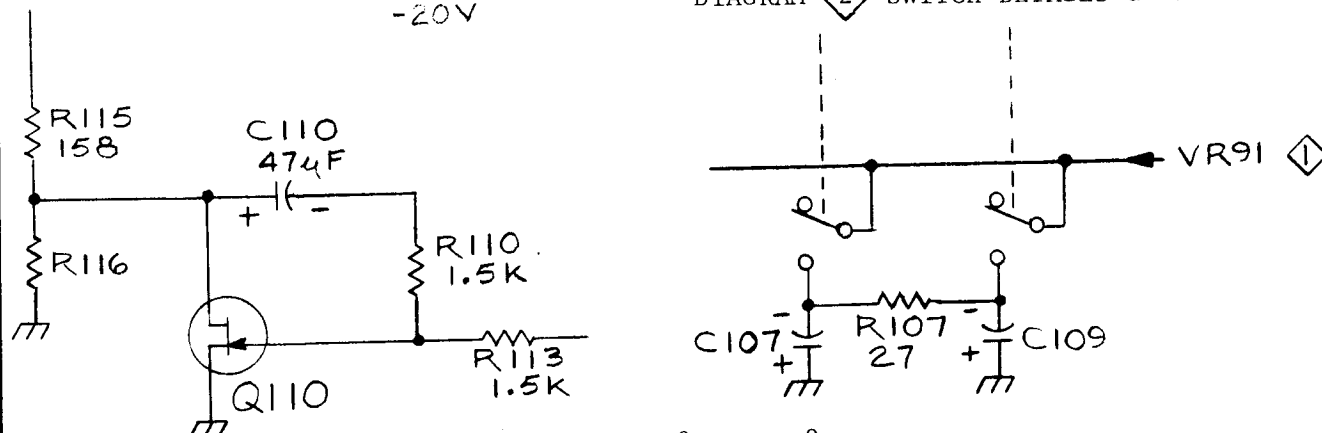 -20V
DIAGRAM 2 SWITCH DETAILS
R115
158
C110
47µF
+ -
R116
R110
1.5K
R113
1.5K
Q110
VR91 1
C107
- +
R107
27
- +
C109